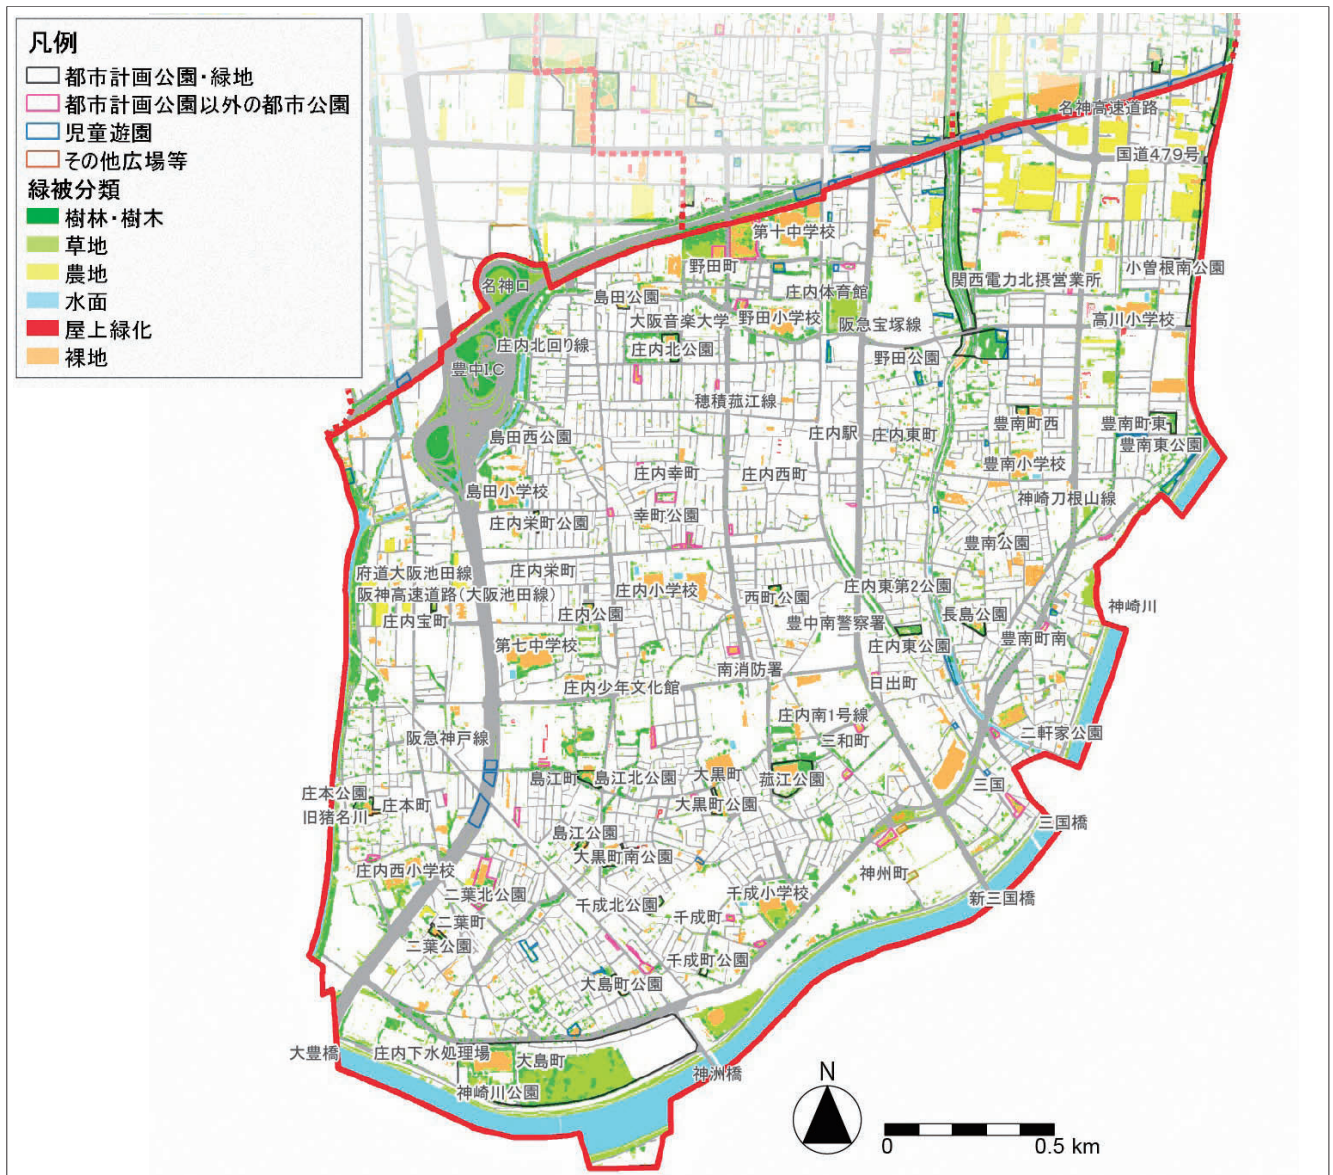 凡例
都市計画公園・緑地
都市計画公園以外の都市公園
児童遊園
その他広場等
緑被分類
樹林・樹木
草地
農地
水面
屋上緑化
裸地
名神高速道路
国道479号
第十中学校
野田町
小曽根南公園
名神口
関西電力北摂営業所
島田公園
庄内体育館
大阪音楽大学
野田小学校
阪急宝塚線
高川小学校
庄内北回り線
庄内北公園
野田公園
豊中I.C
穂積菰江線
島田西公園
庄内駅
庄内東町
豊南町西
豊南町東
豊南東公園
庄内幸町
庄内西町
豊南小学校
島田小学校
神崎刀根山線
庄内栄町公園
幸町公園
豊南公園
府道大阪池田線
庄内栄町
阪神高速道路(大阪池田線)
庄内小学校
西町公園
庄内東第2公園
庄内宝町
庄内公園
豊中南警察署
長島公園
神崎川
第七中学校
庄内東公園
豊南町南
南消防署
庄内少年文化館
日出町
庄内南1号線
阪急神戸線
三和町
二軒家公園
島江町
島江北公園
大黒町
菰江公園
三国
庄本公園
庄本町
旧猪名川
大黒町公園
三国橋
島江公園
大黒町南公園
庄内西小学校
神州町
二葉北公園
千成小学校
新三国橋
千成北公園
千成町
二葉町
二葉公園
千成町公園
大島町公園
大豊橋
庄内下水処理場
大島町
神洲橋
神崎川公園
N
0
0.5 km